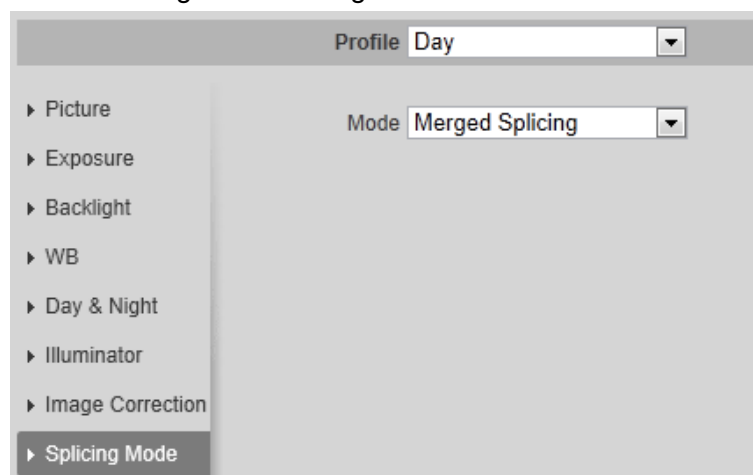 Profile Day
Picture
Mode Merged Splicing
Exposure
Backlight
WB
Day & Night
Illuminator
Image Correction
Splicing Mode